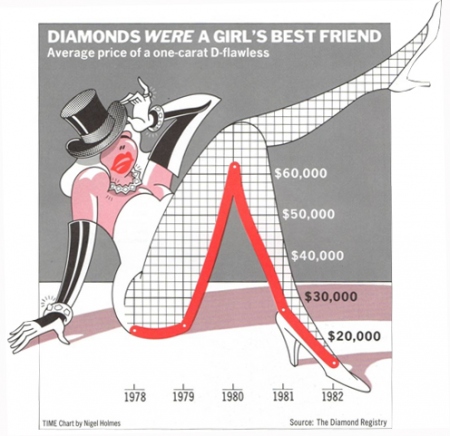 DIAMONDS WERE A GIRL'S BEST FRIEND
Average price of a one-carat D-flawless
$60,000
$50,000
$40,000
$30,000
$20,000
1978 1979 1980 1981 1982
TIME Chart by Nigel Holmes Source: The Diamond Registry